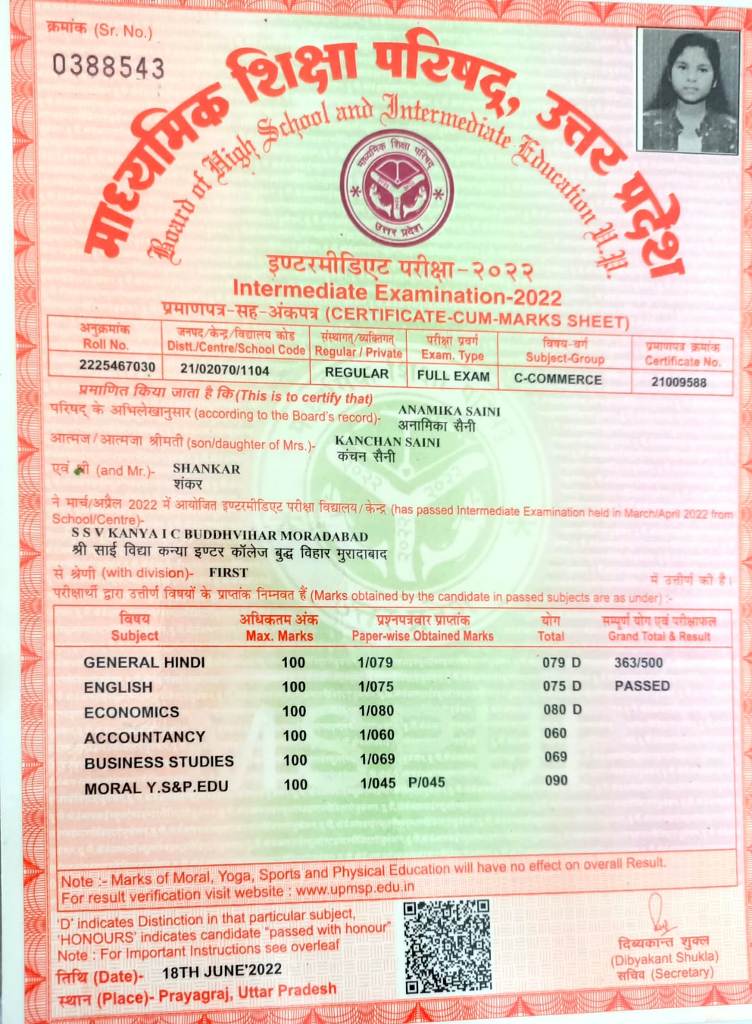 क्रमांक (Sr. No.)
0388543
माध्यमिक शिक्षा परिषद्, उत्तर प्रदेश
Board of High School and Intermediate Education U.P.
माध्यमिक शिक्षा परिषद्
उत्तर प्रदेश
इण्टरमीडिएट परीक्षा-२०२२
Intermediate Examination-2022
प्रमाणपत्र-सह-अंकपत्र (CERTIFICATE-CUM-MARKS SHEET)
अनुक्रमांक जनपद/केन्द्र/विद्यालय कोड संस्थागत/व्यक्तिगत परीक्षा प्रवर्ग विषय-वर्ग प्रमाणपत्र क्रमांक
Roll No. Distt./Centre/School Code Regular / Private Exam. Type Subject-Group Certificate No.
2225467030 21/02070/1104 REGULAR FULL EXAM C-COMMERCE 21009588
प्रमाणित किया जाता है कि (This is to certify that)
परिषद् के अभिलेखानुसार (according to the Board's record)- ANAMIKA SAINI
अनामिका सैनी
आत्मज/आत्मजा श्रीमती (son/daughter of Mrs.)- KANCHAN SAINI
कंचन सैनी
एवं श्री (and Mr.)- SHANKAR
शंकर
ने मार्च/अप्रैल 2022 में आयोजित इण्टरमीडिएट परीक्षा विद्यालय/केन्द्र (has passed Intermediate Examination held in March/April 2022 from
School/Centre)-
S S V KANYA I C BUDDHVIHAR MORADABAD
श्री साई विद्या कन्या इण्टर कॉलेज बुद्ध विहार मुरादाबाद
से श्रेणी (with division)- FIRST में उत्तीर्ण की है।
परीक्षार्थी द्वारा उत्तीर्ण विषयों के प्राप्तांक निम्नवत हैं (Marks obtained by the candidate in passed subjects are as under) :-
विषय अधिकतम अंक प्रश्नपत्रवार प्राप्तांक योग सम्पूर्ण योग एवं परीक्षाफल
Subject Max. Marks Paper-wise Obtained Marks Total Grand Total & Result
GENERAL HINDI 100 1/079 079 D 363/500
ENGLISH 100 1/075 075 D PASSED
ECONOMICS 100 1/080 080 D
ACCOUNTANCY 100 1/060 060
BUSINESS STUDIES 100 1/069 069
MORAL Y.S&P.EDU 100 1/045 P/045 090
Note :- Marks of Moral, Yoga, Sports and Physical Education will have no effect on overall Result.
For result verification visit website : www.upmsp.edu.in
'D' indicates Distinction in that particular subject,
'HONOURS' indicates candidate "passed with honour"
Note : For Important Instructions see overleaf
तिथि (Date)- 18TH JUNE'2022
स्थान (Place)- Prayagraj, Uttar Pradesh
दिब्यकान्त शुक्ल
(Dibyakant Shukla)
सचिव (Secretary)